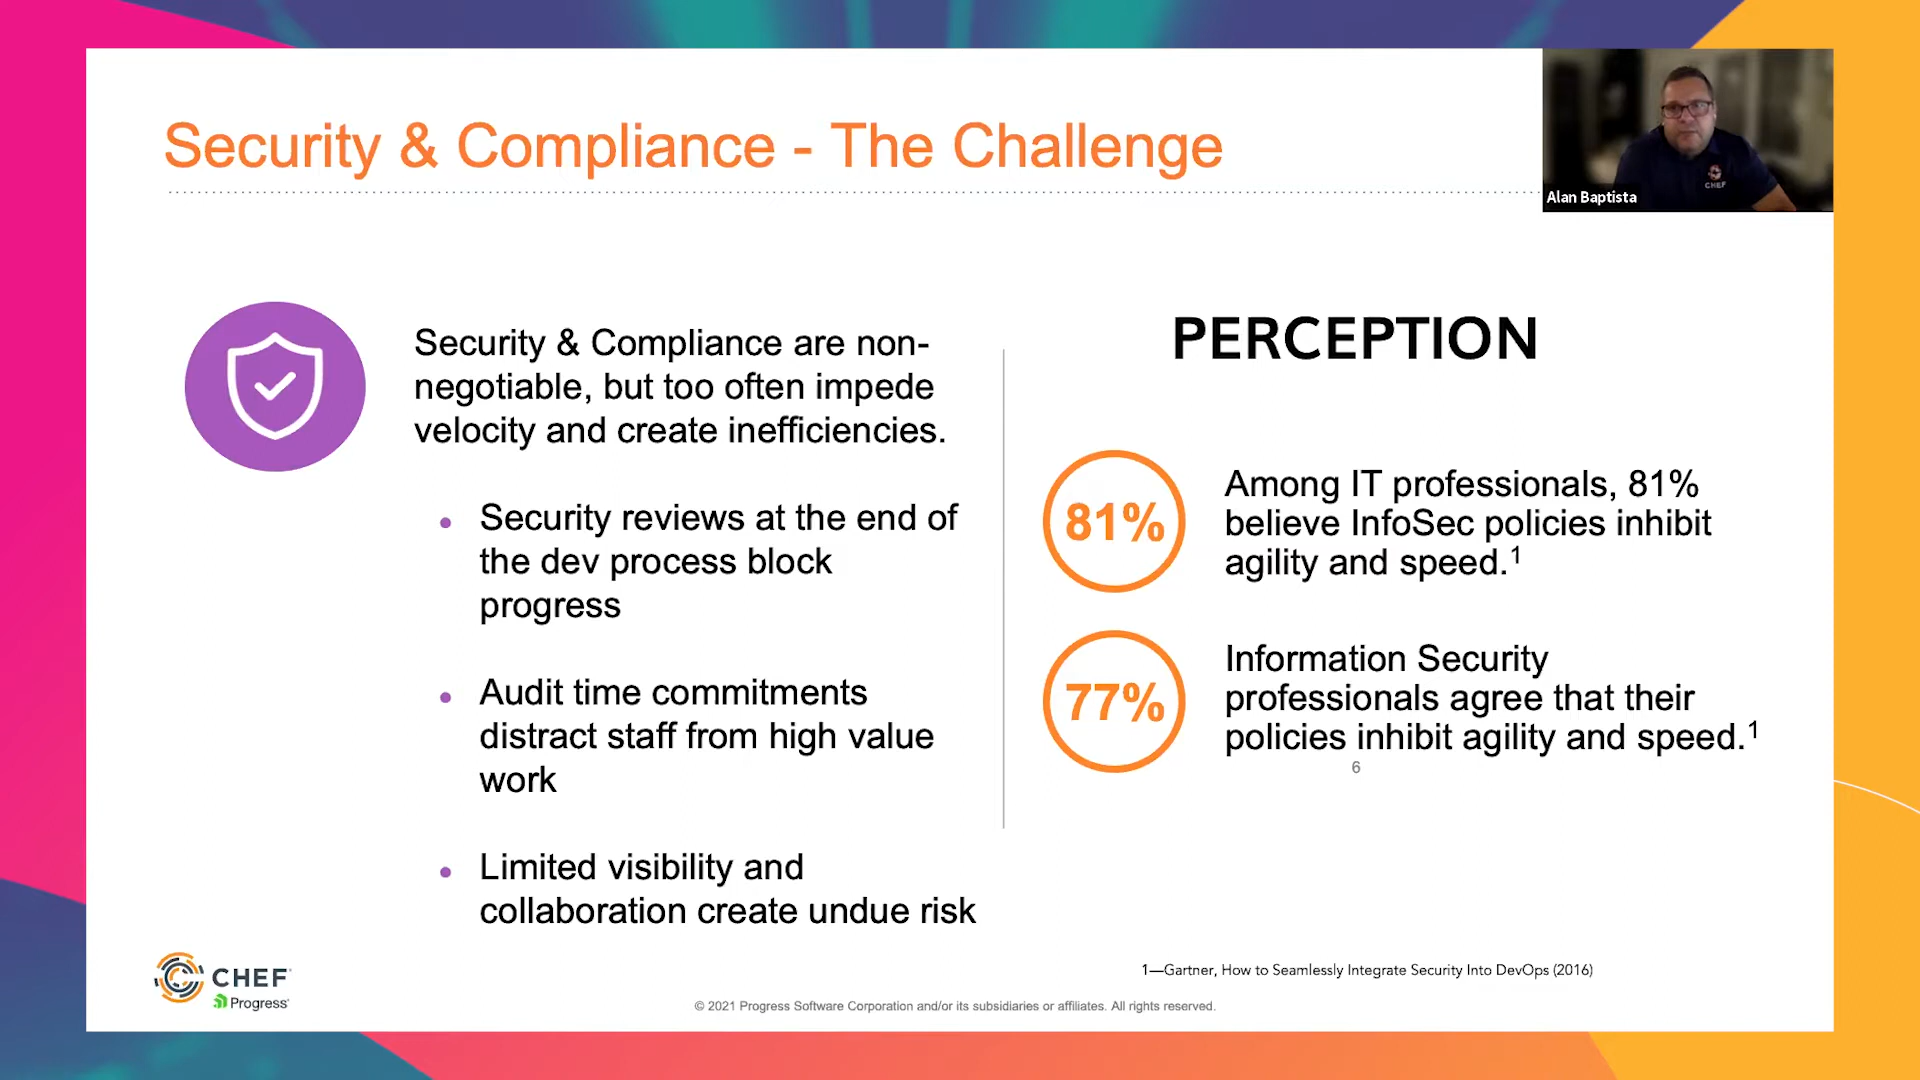 Security & Compliance - The Challenge
CHEF
Alan Baptista
Security & Compliance are non-
negotiable, but too often impede
velocity and create inefficiencies.
Security reviews at the end of
the dev process block
progress
Audit time commitments
distract staff from high value
work
Limited visibility and
collaboration create undue risk
PERCEPTION
81%
Among IT professionals, 81%
believe InfoSec policies inhibit
agility and speed.¹
77%
Information Security
professionals agree that their
policies inhibit agility and speed.¹
6
CHEF
Progress®
1—Gartner, How to Seamlessly Integrate Security Into DevOps (2016)
© 2021 Progress Software Corporation and/or its subsidiaries or affiliates. All rights reserved.